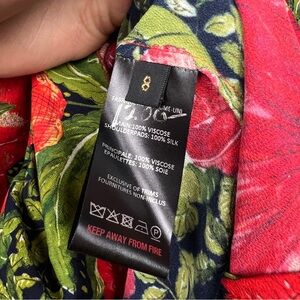 8
MAIN: 100% VISCOSE
SHOULDERPADS: 100% SILK
PRINCIPALE: 100% VISCOSE
EPAULETTES: 100% SOIE
EXCLUSIVE OF TRIMS
FOURNITURES NON-INCLUS
P
KEEP AWAY FROM FIRE